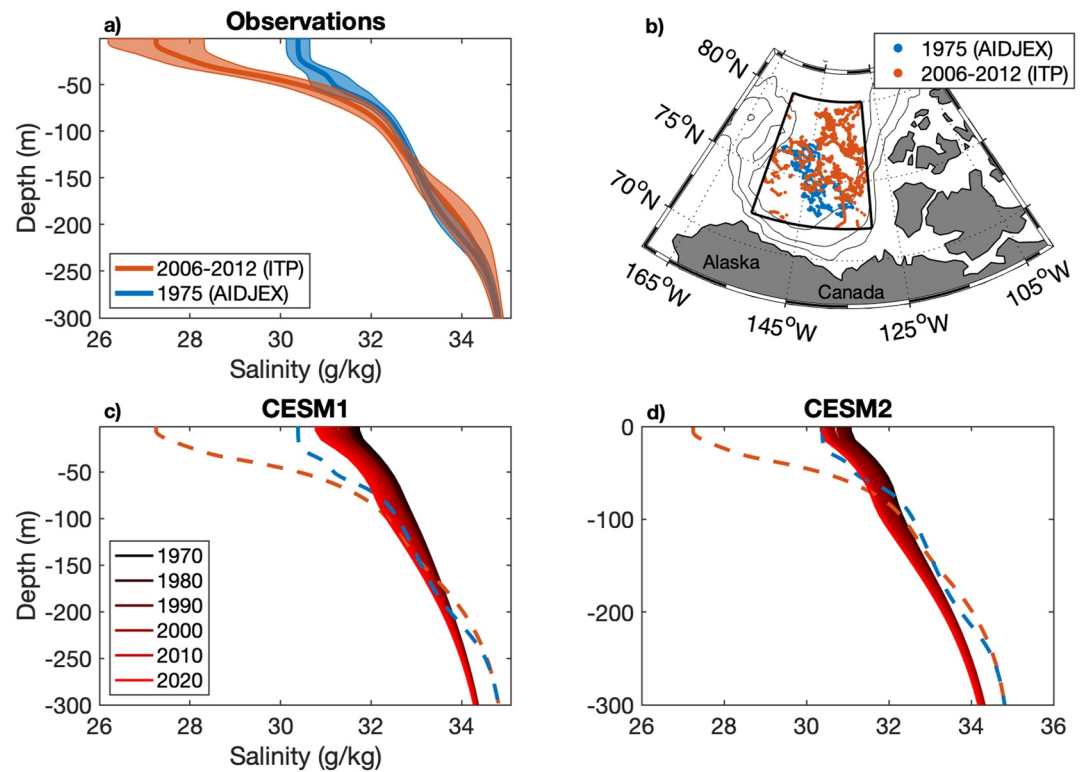 a)
Observations
0
-50
-100
-150
-200
-250
-300
Depth (m)
2006-2012 (ITP)
1975 (AIDJEX)
26
28
30
32
34
Salinity (g/kg)
b)
1975 (AIDJEX)
2006-2012 (ITP)
80°N
75°N
70°N
Alaska
Canada
165°W
145°W
125°W
105°W
c)
CESM1
0
-50
-100
-150
-200
-250
-300
Depth (m)
1970
1980
1990
2000
2010
2020
26
28
30
32
34
Salinity (g/kg)
d)
CESM2
0
-100
-200
-300
26
28
30
32
34
36